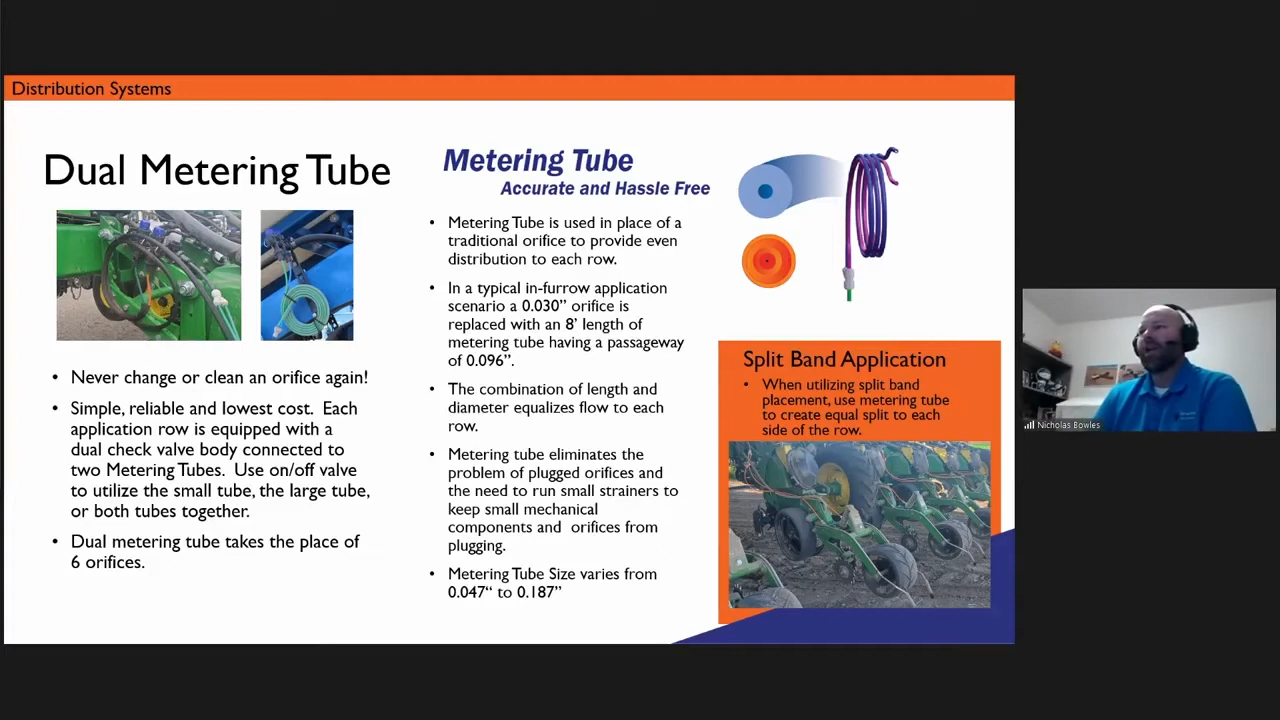 Distribution Systems
Dual Metering Tube
• Never change or clean an orifice again!
• Simple, reliable and lowest cost. Each
application row is equipped with a
dual check valve body connected to
two Metering Tubes. Use on/off valve
to utilize the small tube, the large tube,
or both tubes together.
• Dual metering tube takes the place of
6 orifices.
Metering Tube
Accurate and Hassle Free
• Metering Tube is used in place of a
traditional orifice to provide even
distribution to each row.
• In a typical in-furrow application
scenario a 0.030” orifice is
replaced with an 8’ length of
metering tube having a passageway
of 0.096”.
• The combination of length and
diameter equalizes flow to each
row.
• Metering tube eliminates the
problem of plugged orifices and
the need to run small strainers to
keep small mechanical
components and orifices from
plugging.
• Metering Tube Size varies from
0.047“ to 0.187”
Split Band Application
• When utilizing split band
placement, use metering tube
to create equal split to each
side of the row.
Nicholas Bowles